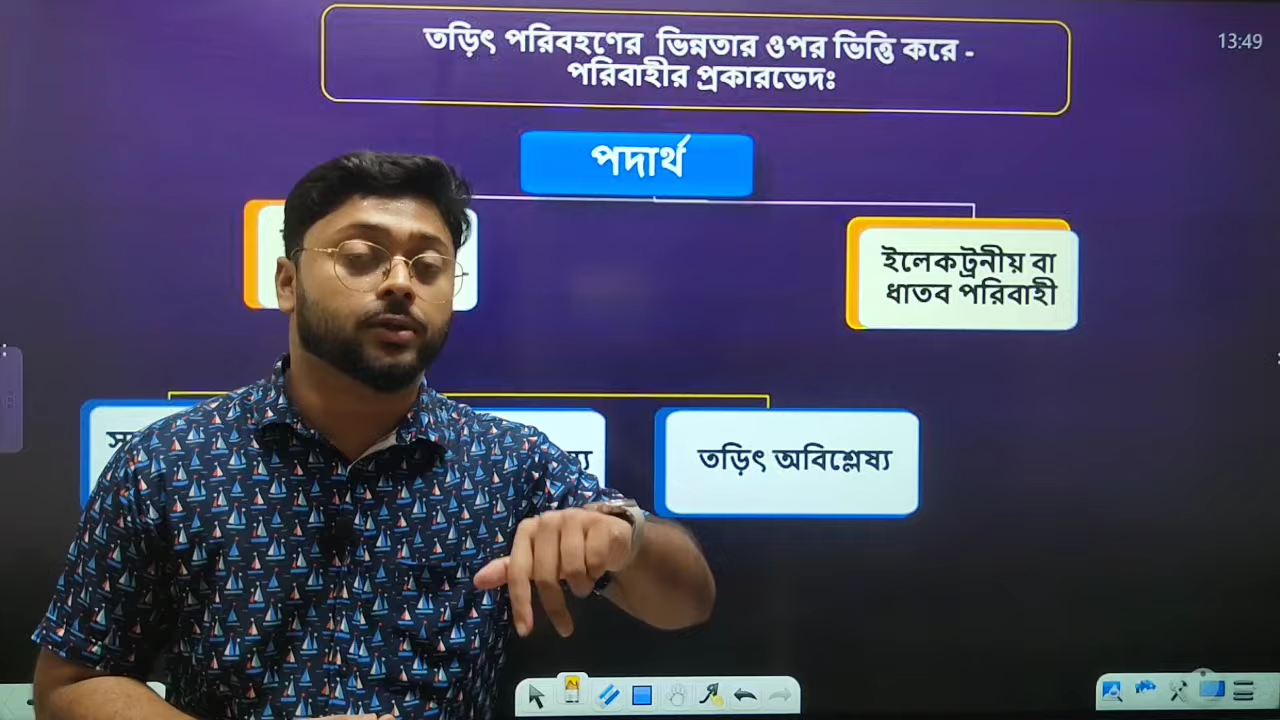 তড়িৎ পরিবহণের ভিন্নতার ওপর ভিত্তি করে -
পরিবাহীর প্রকারভেদঃ
13:49
পদার্থ
ইলেকট্রনীয় বা
ধাতব পরিবাহী
তড়িৎ অবিশ্লেষ্য